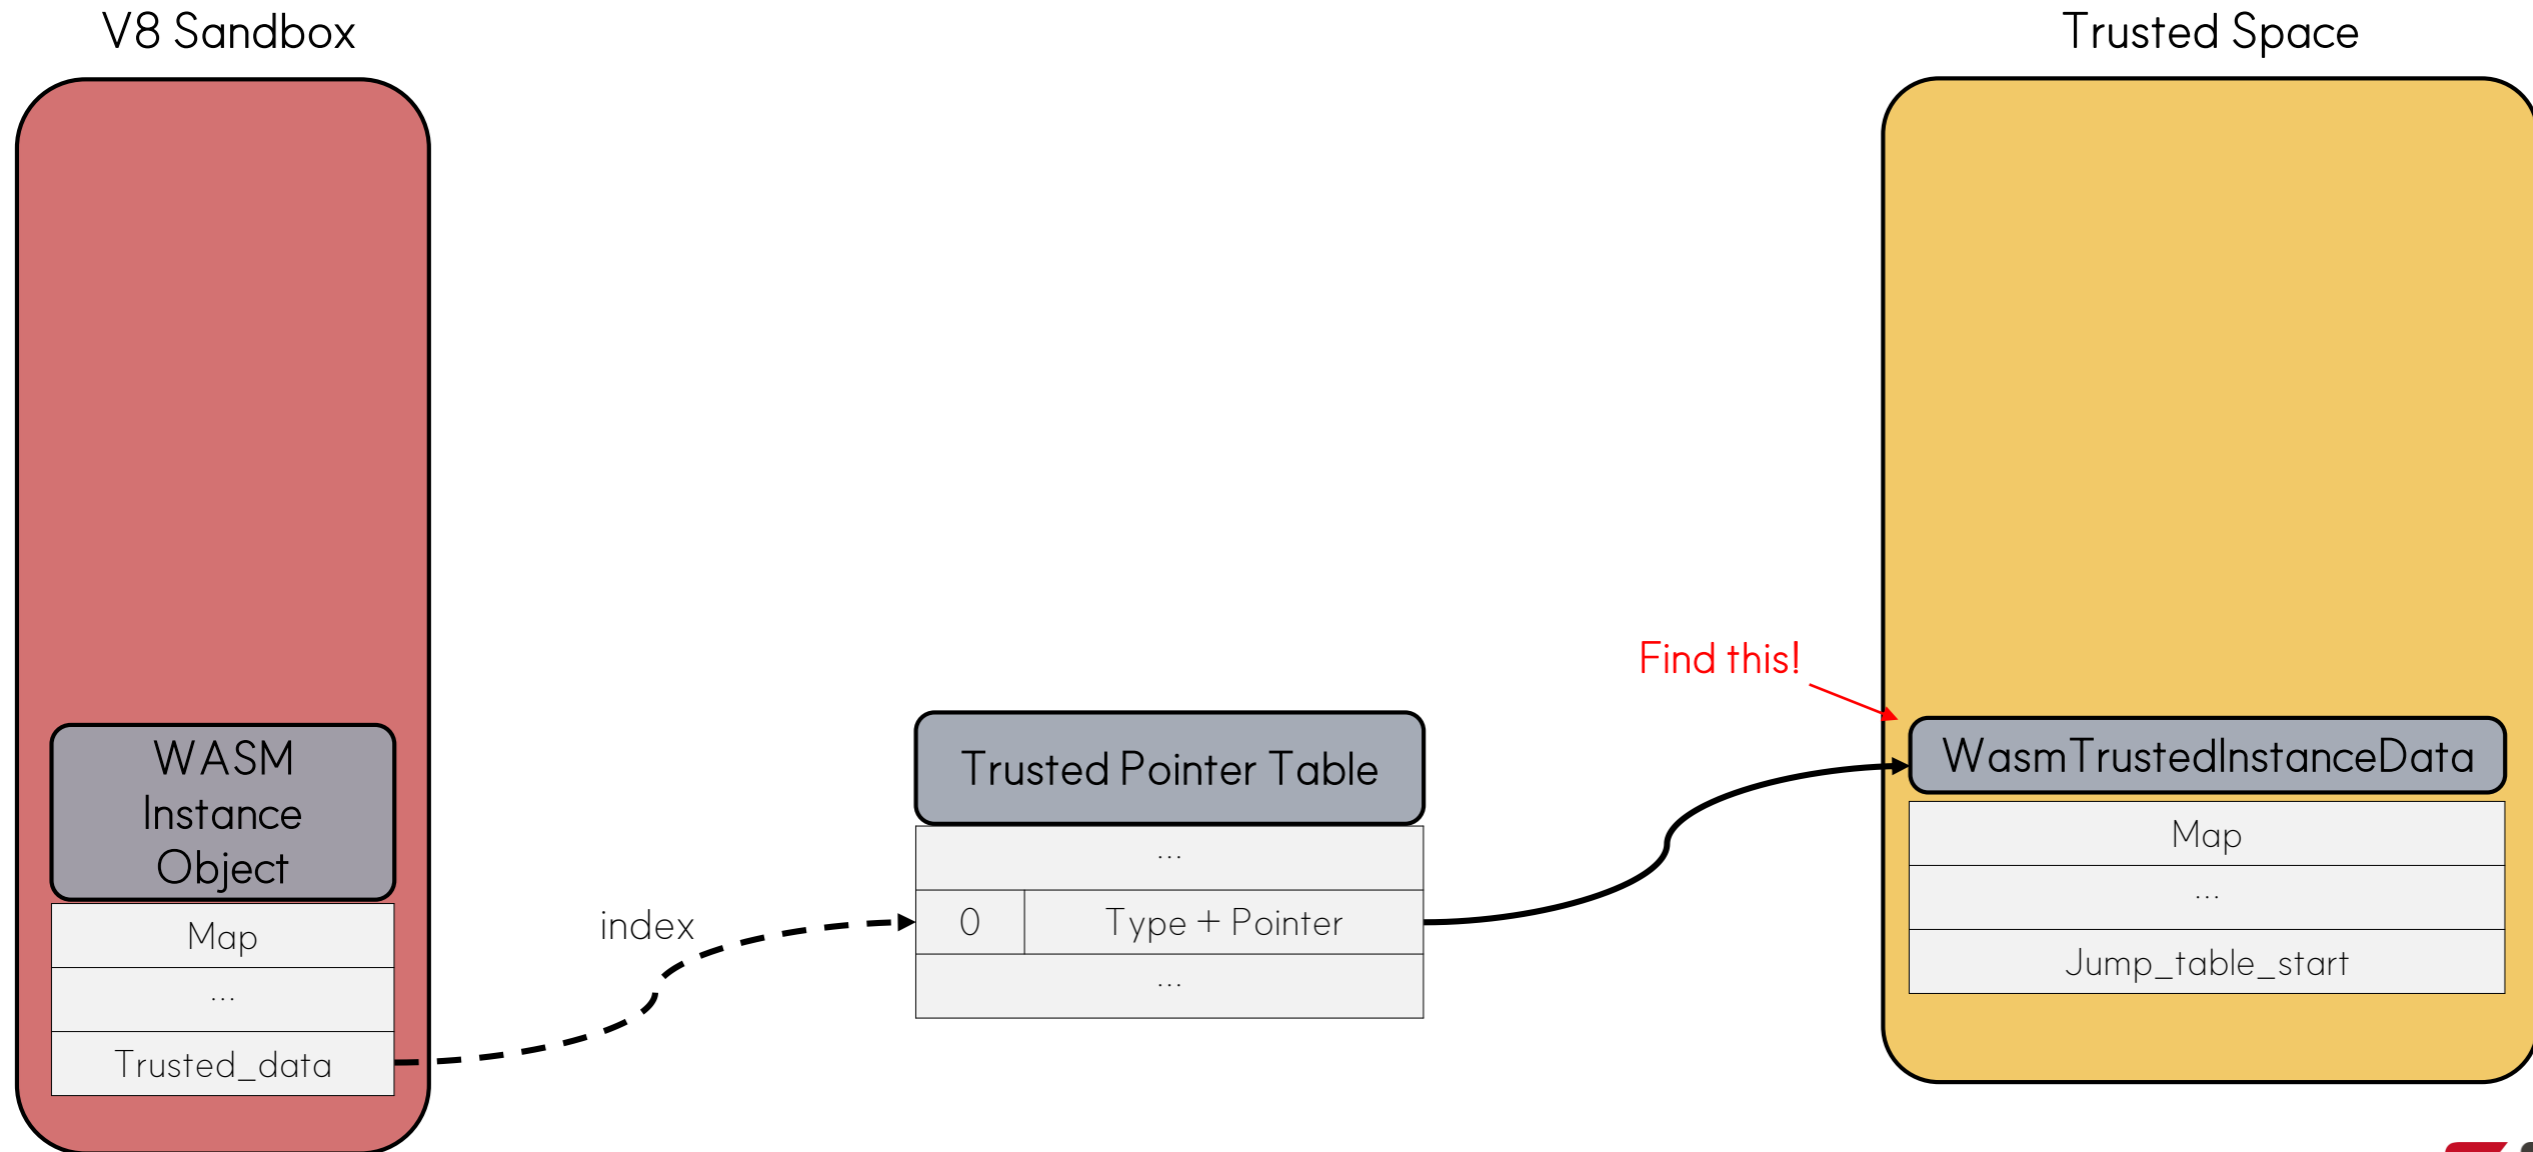 V8 Sandbox
Trusted Space
Find this!
WASM
Instance
Object
Map
...
Trusted_data
index
Trusted Pointer Table
...
0
Type + Pointer
...
WasmTrustedInstanceData
Map
...
Jump_table_start